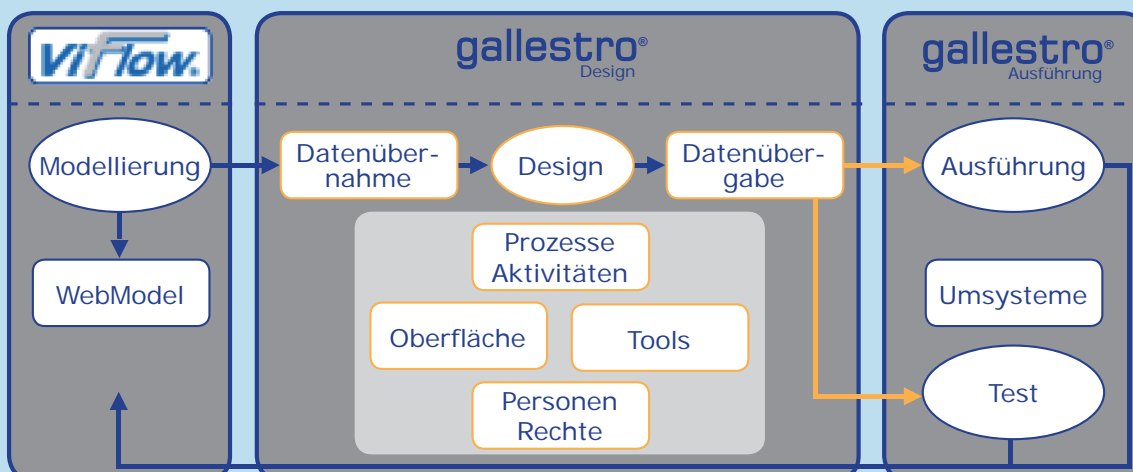 ViFlow.
gallestro®
Design
gallestro®
Ausführung
Modellierung
Datenüber-
nahme
Design
Datenüber-
gabe
Ausführung
Prozesse
Aktivitäten
WebModel
Umsysteme
Oberfläche
Tools
Personen
Rechte
Test